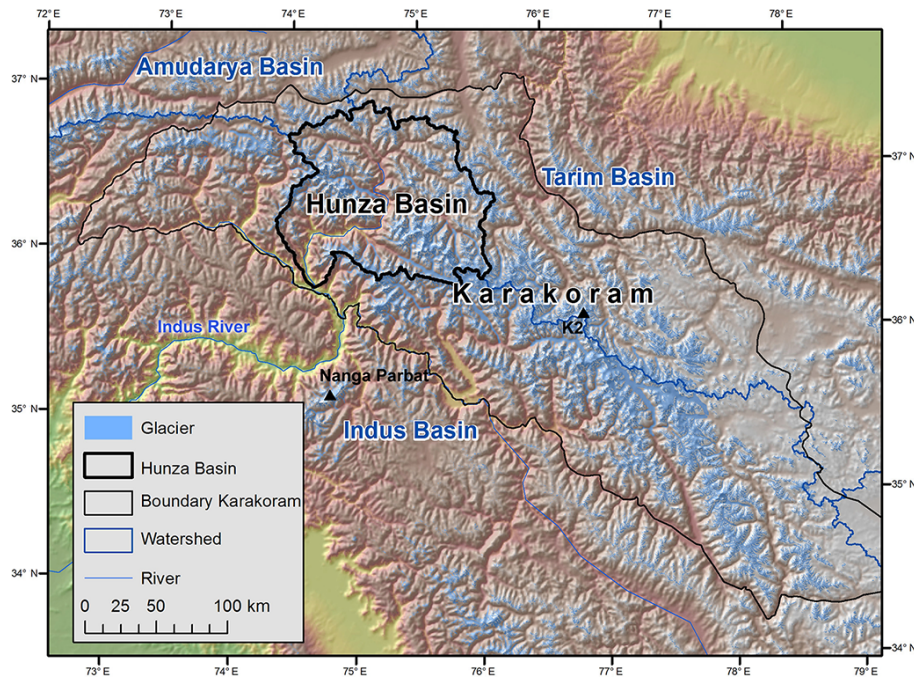 72° E
73° E
74° E
75° E
76° E
77° E
78° E
37° N
Amudarya Basin
36° N
Tarim Basin
Hunza Basin
36° N
Karakoram
36° N
K2
Indus River
Nanga Parbat
35° N
Indus Basin
Glacier
Hunza Basin
Boundary Karakoram
35° N
Watershed
34° N
River
0 25 50 100 km
34° N
73° E
74° E
75° E
76° E
77° E
78° E
79° E